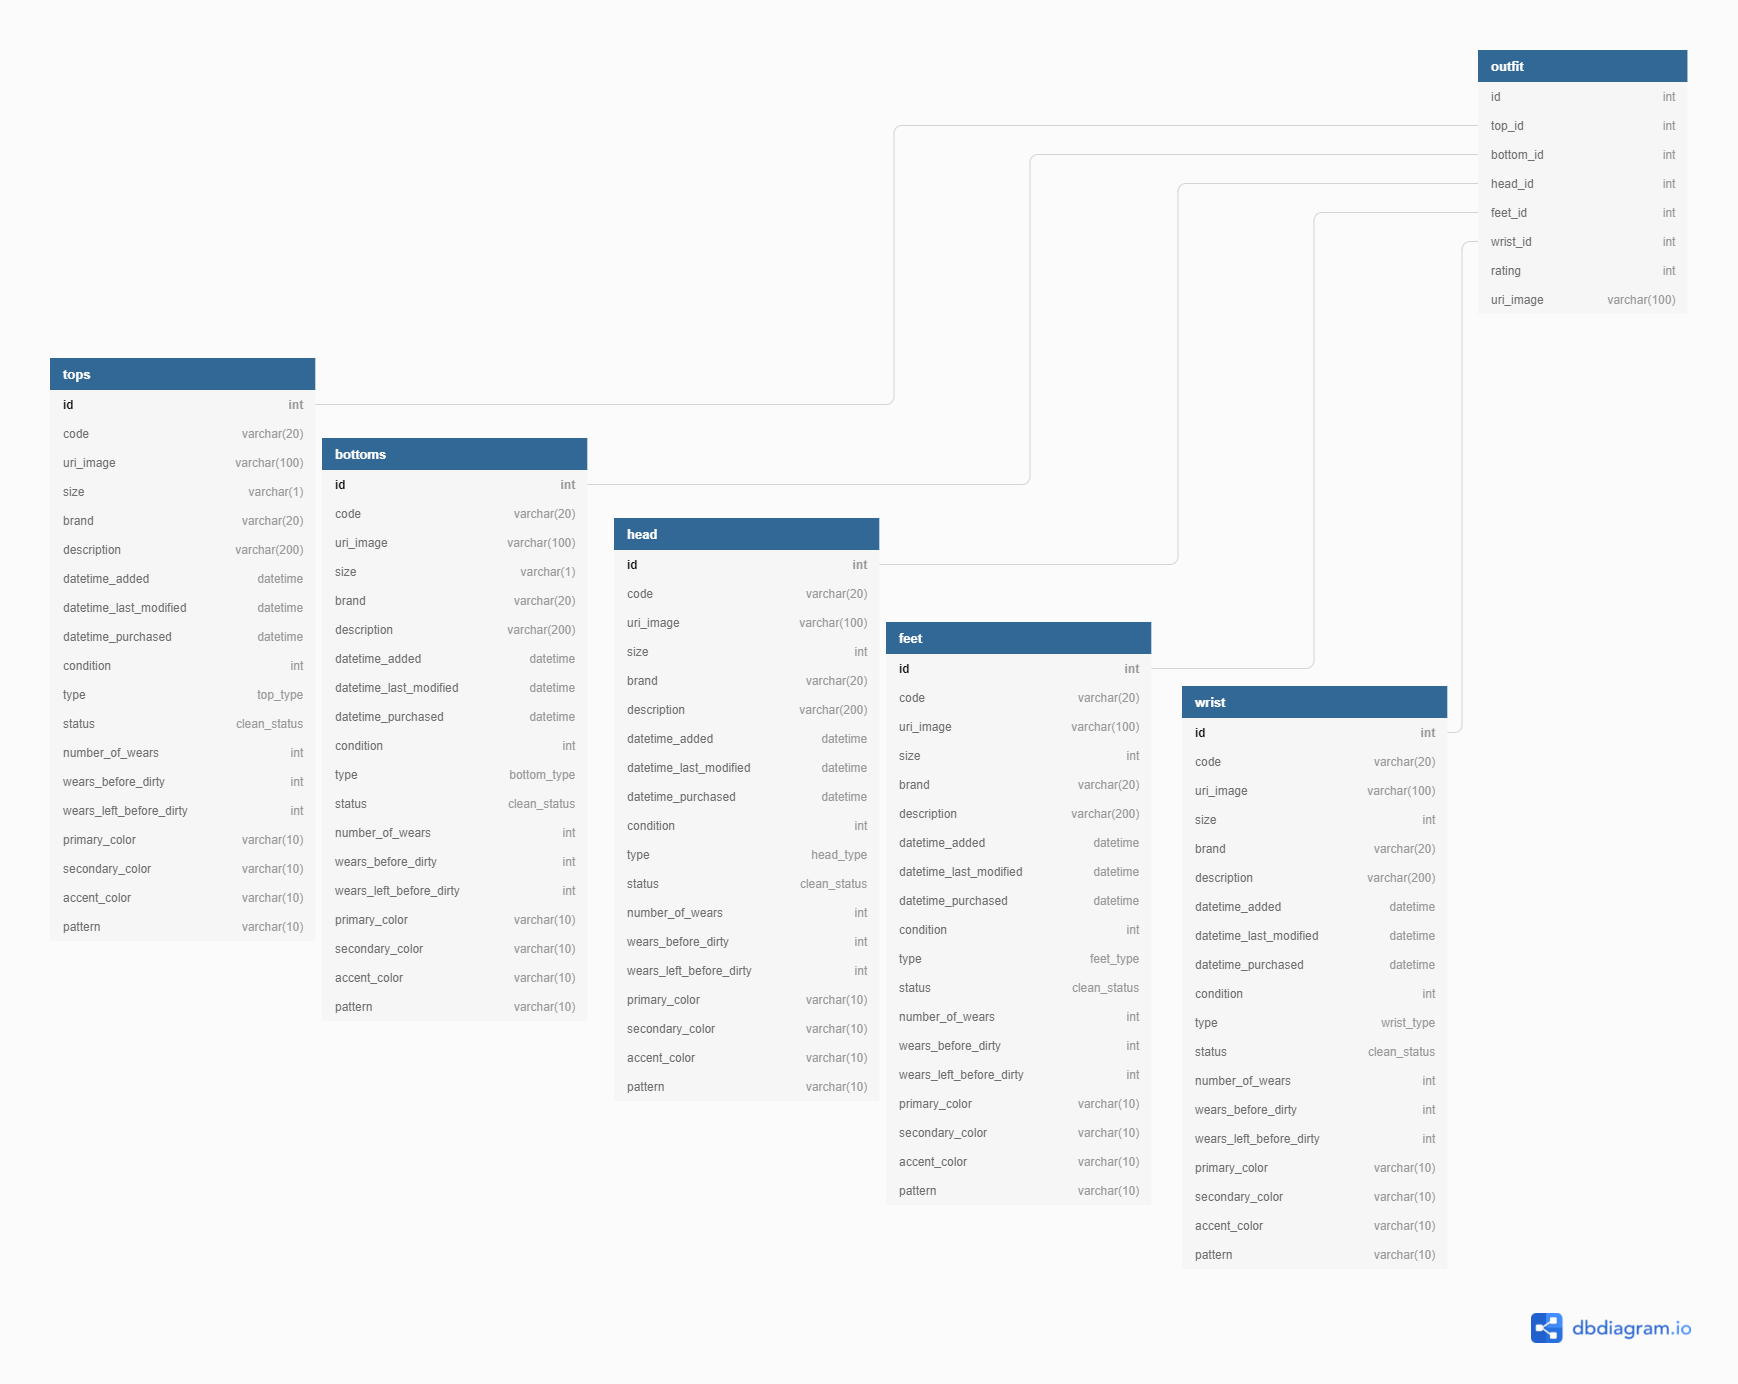 outfit
id int
top_id int
bottom_id int
head_id int
feet_id int
wrist_id int
rating int
uri_image varchar(100)
tops
id int
code varchar(20)
uri_image varchar(100)
size varchar(1)
brand varchar(20)
description varchar(200)
datetime_added datetime
datetime_last_modified datetime
datetime_purchased datetime
condition int
type top_type
status clean_status
number_of_wears int
wears_before_dirty int
wears_left_before_dirty int
primary_color varchar(10)
secondary_color varchar(10)
accent_color varchar(10)
pattern varchar(10)
bottoms
id int
code varchar(20)
uri_image varchar(100)
size varchar(1)
brand varchar(20)
description varchar(200)
datetime_added datetime
datetime_last_modified datetime
datetime_purchased datetime
condition int
type bottom_type
status clean_status
number_of_wears int
wears_before_dirty int
wears_left_before_dirty int
primary_color varchar(10)
secondary_color varchar(10)
accent_color varchar(10)
pattern varchar(10)
head
id int
code varchar(20)
uri_image varchar(100)
size int
brand varchar(20)
description varchar(200)
datetime_added datetime
datetime_last_modified datetime
datetime_purchased datetime
condition int
type head_type
status clean_status
number_of_wears int
wears_before_dirty int
wears_left_before_dirty int
primary_color varchar(10)
secondary_color varchar(10)
accent_color varchar(10)
pattern varchar(10)
feet
id int
code varchar(20)
uri_image varchar(100)
size int
brand varchar(20)
description varchar(200)
datetime_added datetime
datetime_last_modified datetime
datetime_purchased datetime
condition int
type feet_type
status clean_status
number_of_wears int
wears_before_dirty int
wears_left_before_dirty int
primary_color varchar(10)
secondary_color varchar(10)
accent_color varchar(10)
pattern varchar(10)
wrist
id int
code varchar(20)
uri_image varchar(100)
size int
brand varchar(20)
description varchar(200)
datetime_added datetime
datetime_last_modified datetime
datetime_purchased datetime
condition int
type wrist_type
status clean_status
number_of_wears int
wears_before_dirty int
wears_left_before_dirty int
primary_color varchar(10)
secondary_color varchar(10)
accent_color varchar(10)
pattern varchar(10)
dbdiagram.io